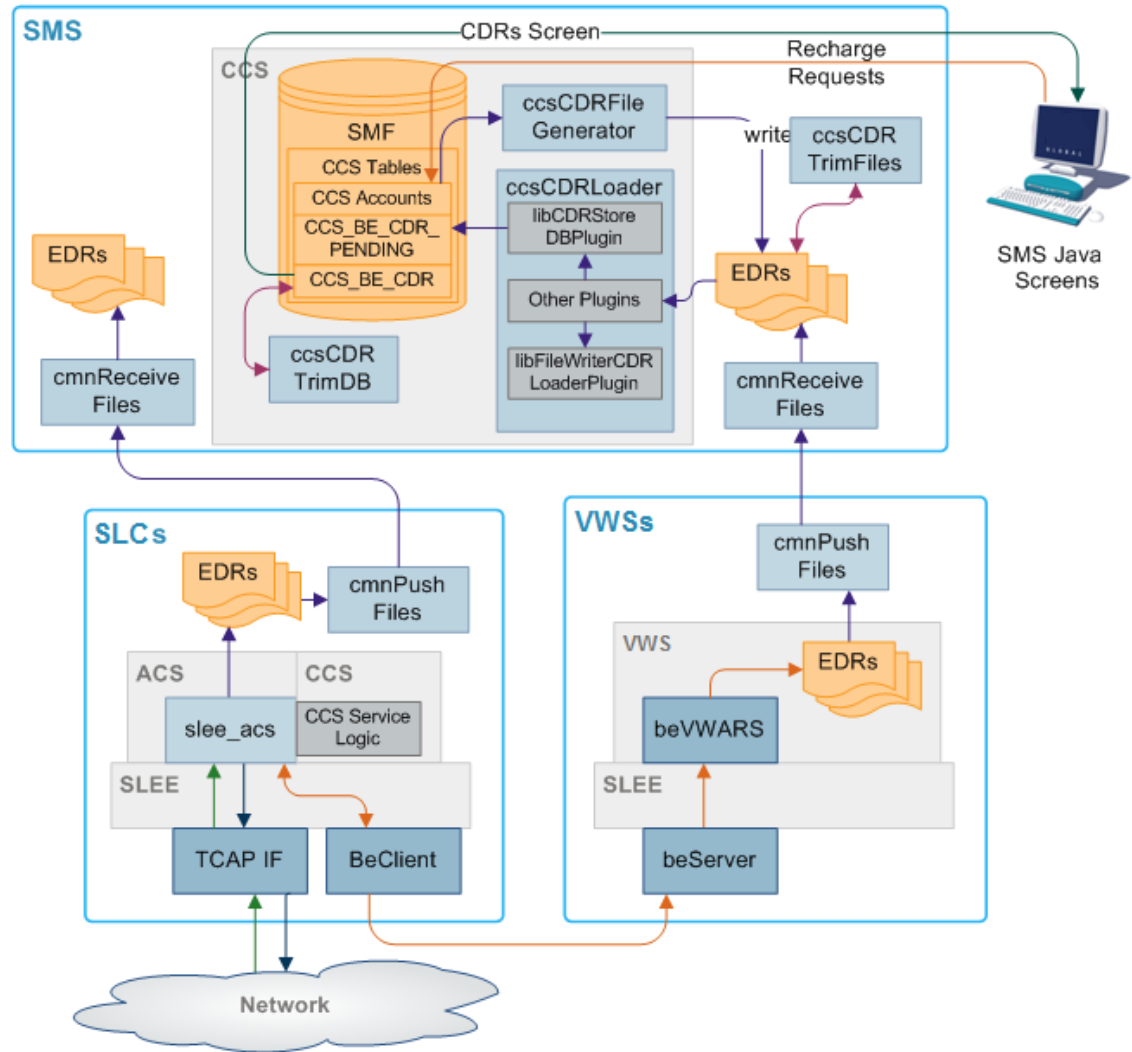 SMS
CDRs Screen
Recharge
Requests
CCS
SMF
CCS Tables
CCS Accounts
CCS_BE_CDR_
PENDING
CCS_BE_CDR
ccsCDRFile
Generator
write
ccsCDR
TrimFiles
GLOBAL
SMS Java
Screens
ccsCDRLoader
libCDRStore
DBPlugin
Other Plugins
libFileWriterCDR
LoaderPlugin
EDRs
EDRs
cmnReceive
Files
ccsCDR
TrimDB
cmnReceive
Files
SLCs
EDRs
cmnPush
Files
ACS
CCS
slee_acs
CCS Service
Logic
SLEE
TCAP IF
BeClient
VWSs
cmnPush
Files
VWS
EDRs
beVWARS
SLEE
beServer
Network